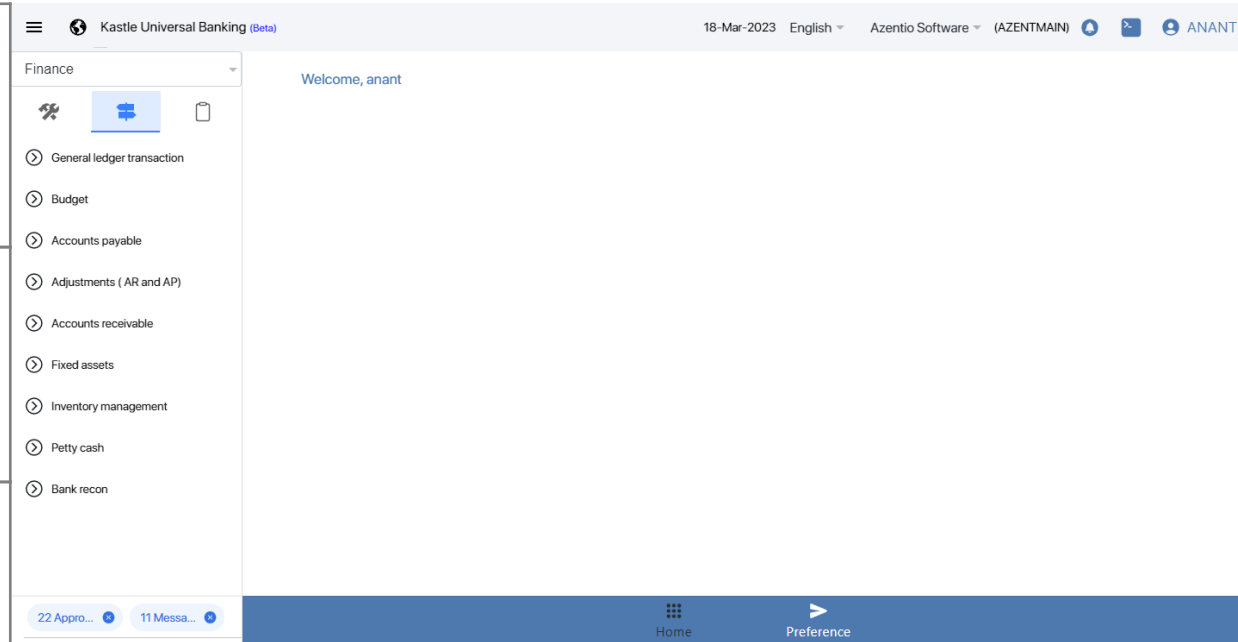 Kastle Universal Banking (Beta) 18-Mar-2023 English Azentio Software (AZENTMAIN) ANANT
Finance
Welcome, anant
General ledger transaction
Budget
Accounts payable
Adjustments ( AR and AP)
Accounts receivable
Fixed assets
Inventory management
Petty cash
Bank recon
22 Appro... 11 Messa...
Home Preference